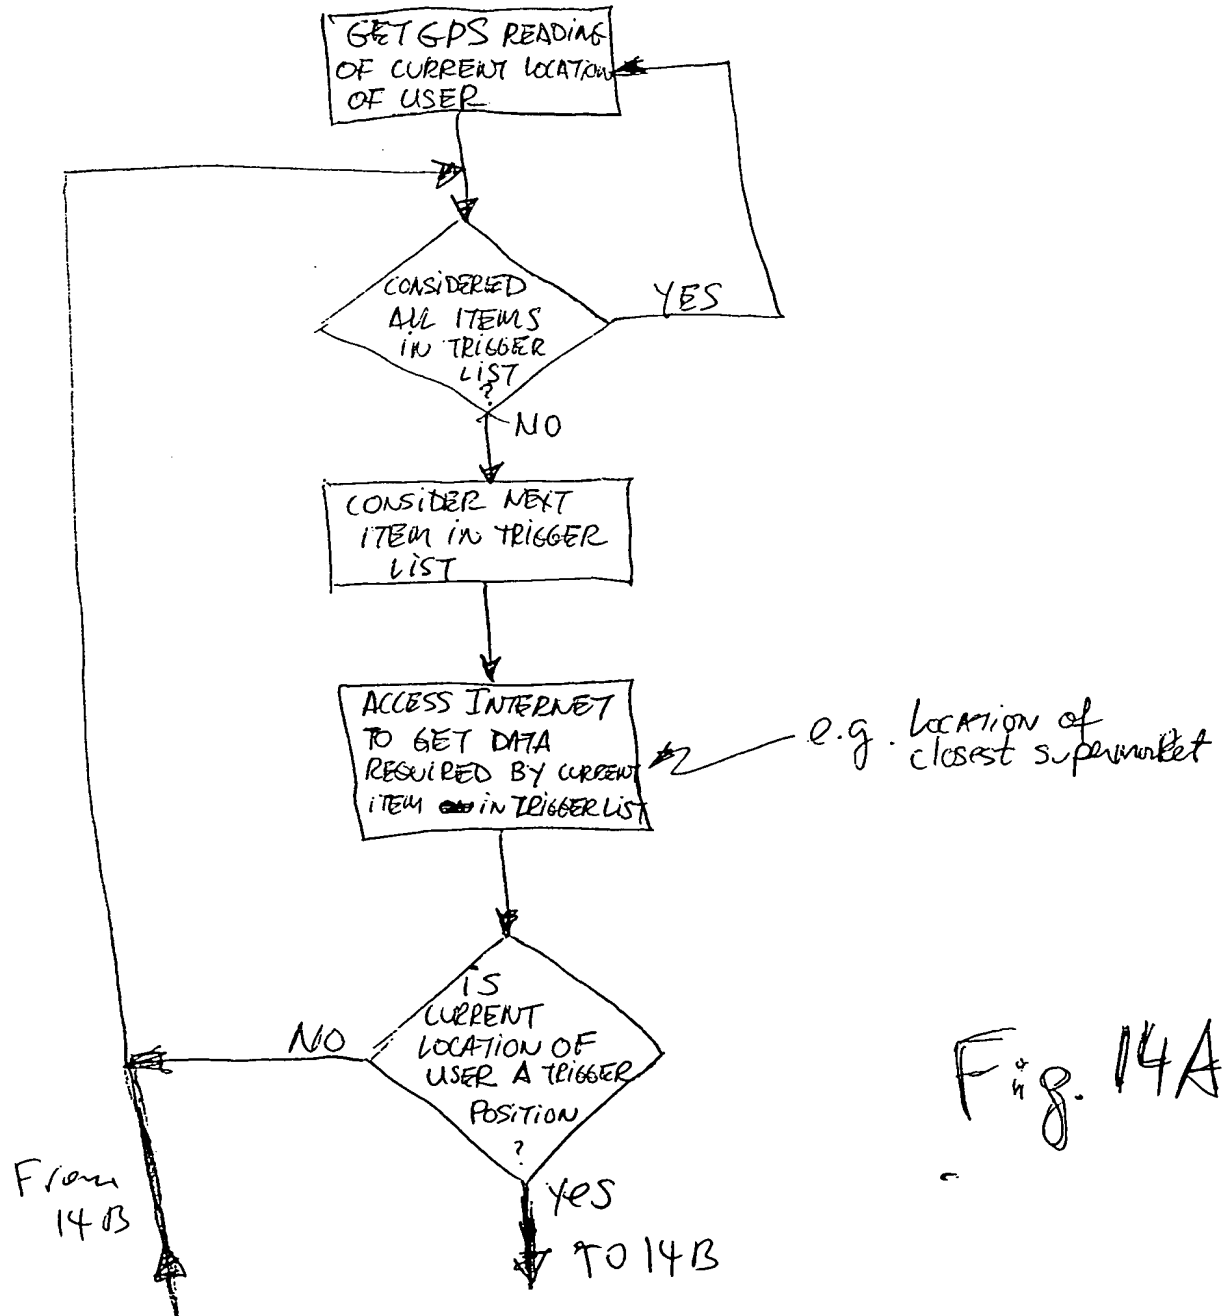 GET GPS READING
OF CURRENT LOCATION
OF USER
CONSIDERED
ALL ITEMS
IN TRIGGER
LIST
?
YES
NO
CONSIDER NEXT
ITEM IN TRIGGER
LIST
ACCESS INTERNET
TO GET DATA
REQUIRED BY CURRENT
ITEM IN TRIGGER LIST
e.g. LOCATION of
closest supermarket
IS
CURRENT
LOCATION OF
USER A TRIGGER
POSITION
?
NO
Fig. 14A
From
14B
yes
TO 14B